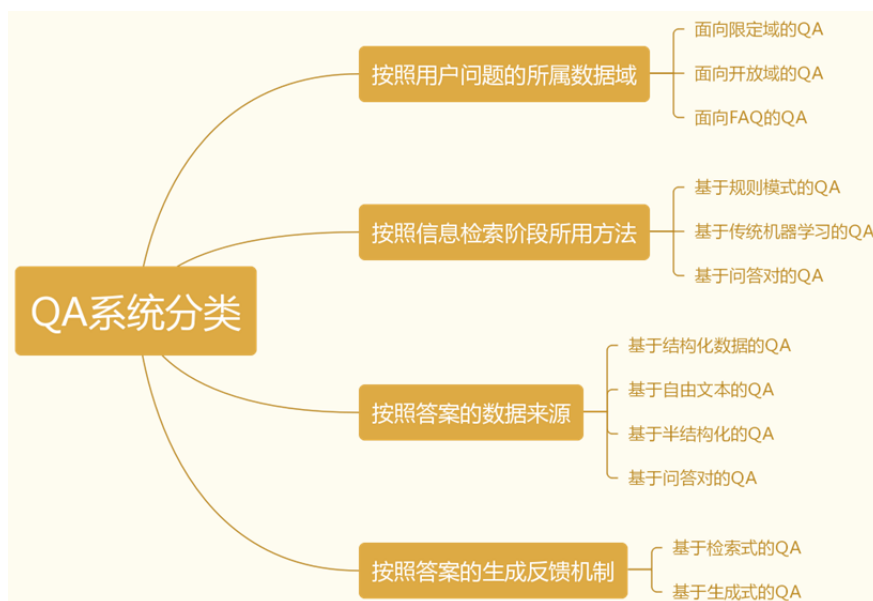 QA系统分类
按照用户问题的所属数据域
面向限定域的QA
面向开放域的QA
面向FAQ的QA
按照信息检索阶段所用方法
基于规则模式的QA
基于传统机器学习的QA
基于问答对的QA
按照答案的数据来源
基于结构化数据的QA
基于自由文本的QA
基于半结构化的QA
基于问答对的QA
按照答案的生成反馈机制
基于检索式的QA
基于生成式的QA